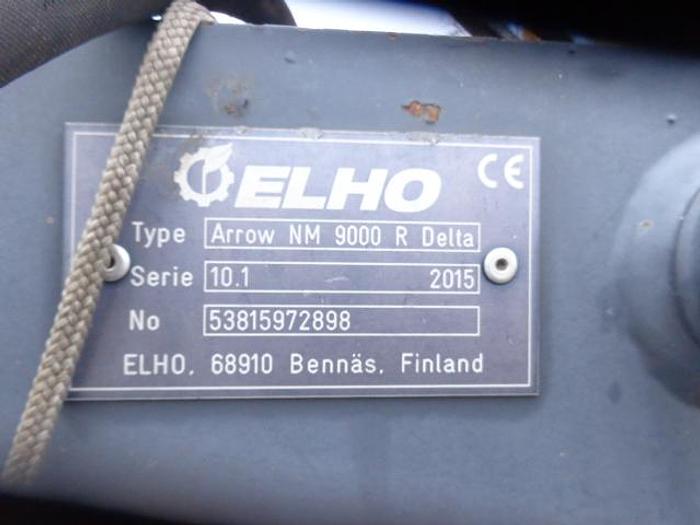 ELHO CE
Type Arrow NM 9000 R Delta
Serie 10.1 2015
No 53815972898
ELHO, 68910 Bennäs, Finland